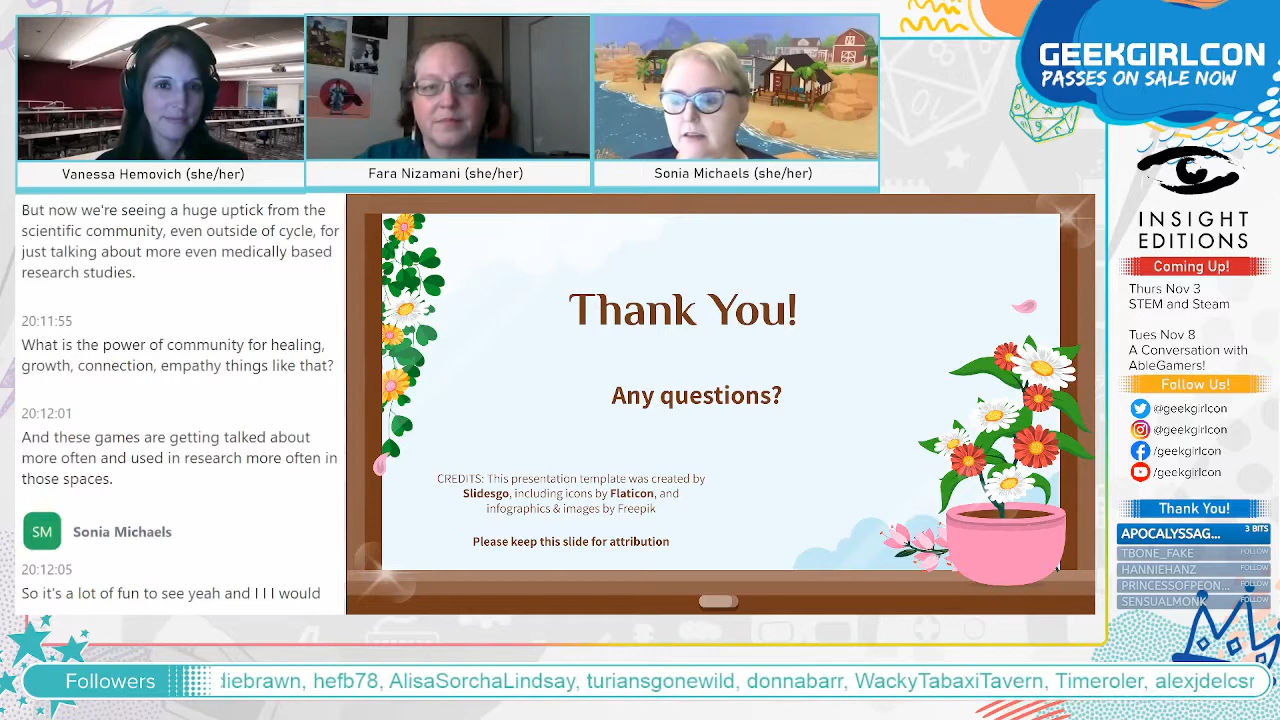 GEEKGIRLCON
PASSES ON SALE NOW
Vanessa Hemovich (she/her)
Fara Nizamani (she/her)
Sonia Michaels (she/her)
But now we're seeing a huge uptick from the
scientific community, even outside of cycle, for
just talking about more even medically based
research studies.
20:11:55
What is the power of community for healing,
growth, connection, empathy things like that?
20:12:01
And these games are getting talked about
more often and used in research more often in
those spaces.
SM Sonia Michaels
20:12:05
So it's a lot of fun to see yeah and I I I would
Thank You!
Any questions?
CREDITS: This presentation template was created by
Slidesgo, including icons by Flaticon, and
infographics & images by Freepik
Please keep this slide for attribution
INSIGHT
EDITIONS
Coming Up!
Thurs Nov 3
STEM and Steam
Tues Nov 8
A Conversation with
AbleGamers!
Follow Us!
@geekgirlcon
@geekgirlcon
/geekgirlcon
/geekgirlcon
Thank You!
APOCALYSSAG... 3 BITS
TBONE_FAKE FOLLOW
HANNIEHANZ FOLLOW
PRINCESSOFPEON... FOLLOW
SENSUALMONK FOLLOW
Followers diebrawn, hefb78, AlisaSorchaLindsay, turiansgonewild, donnabarr, WackyTabaxiTavern, Timeroler, alexjdelcsr